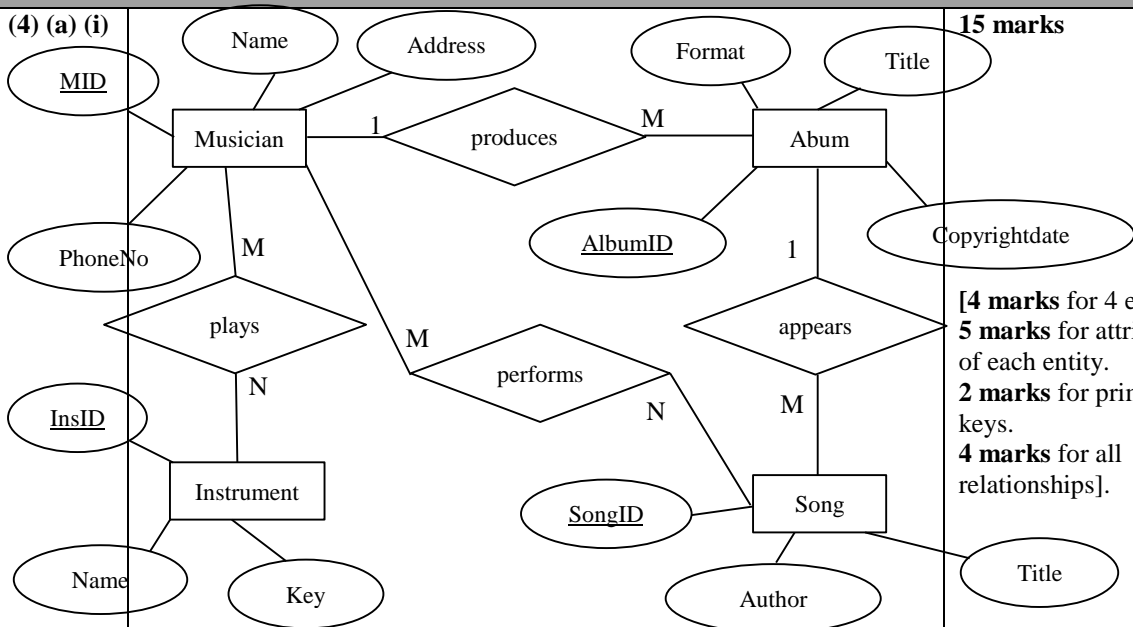 (4) (a) (i)
15 marks
Name
Address
Format
Title
MID
Musician
1
produces
M
Abum
PhoneNo
AlbumID
Copyrightdate
M
1
plays
appears
M
performs
N
N
M
[4 marks for 4
5 marks for
of each entity.
2 marks for
keys.
4 marks for all
relationships].
InsID
Instrument
Name
Key
SongID
Song
Author
Title